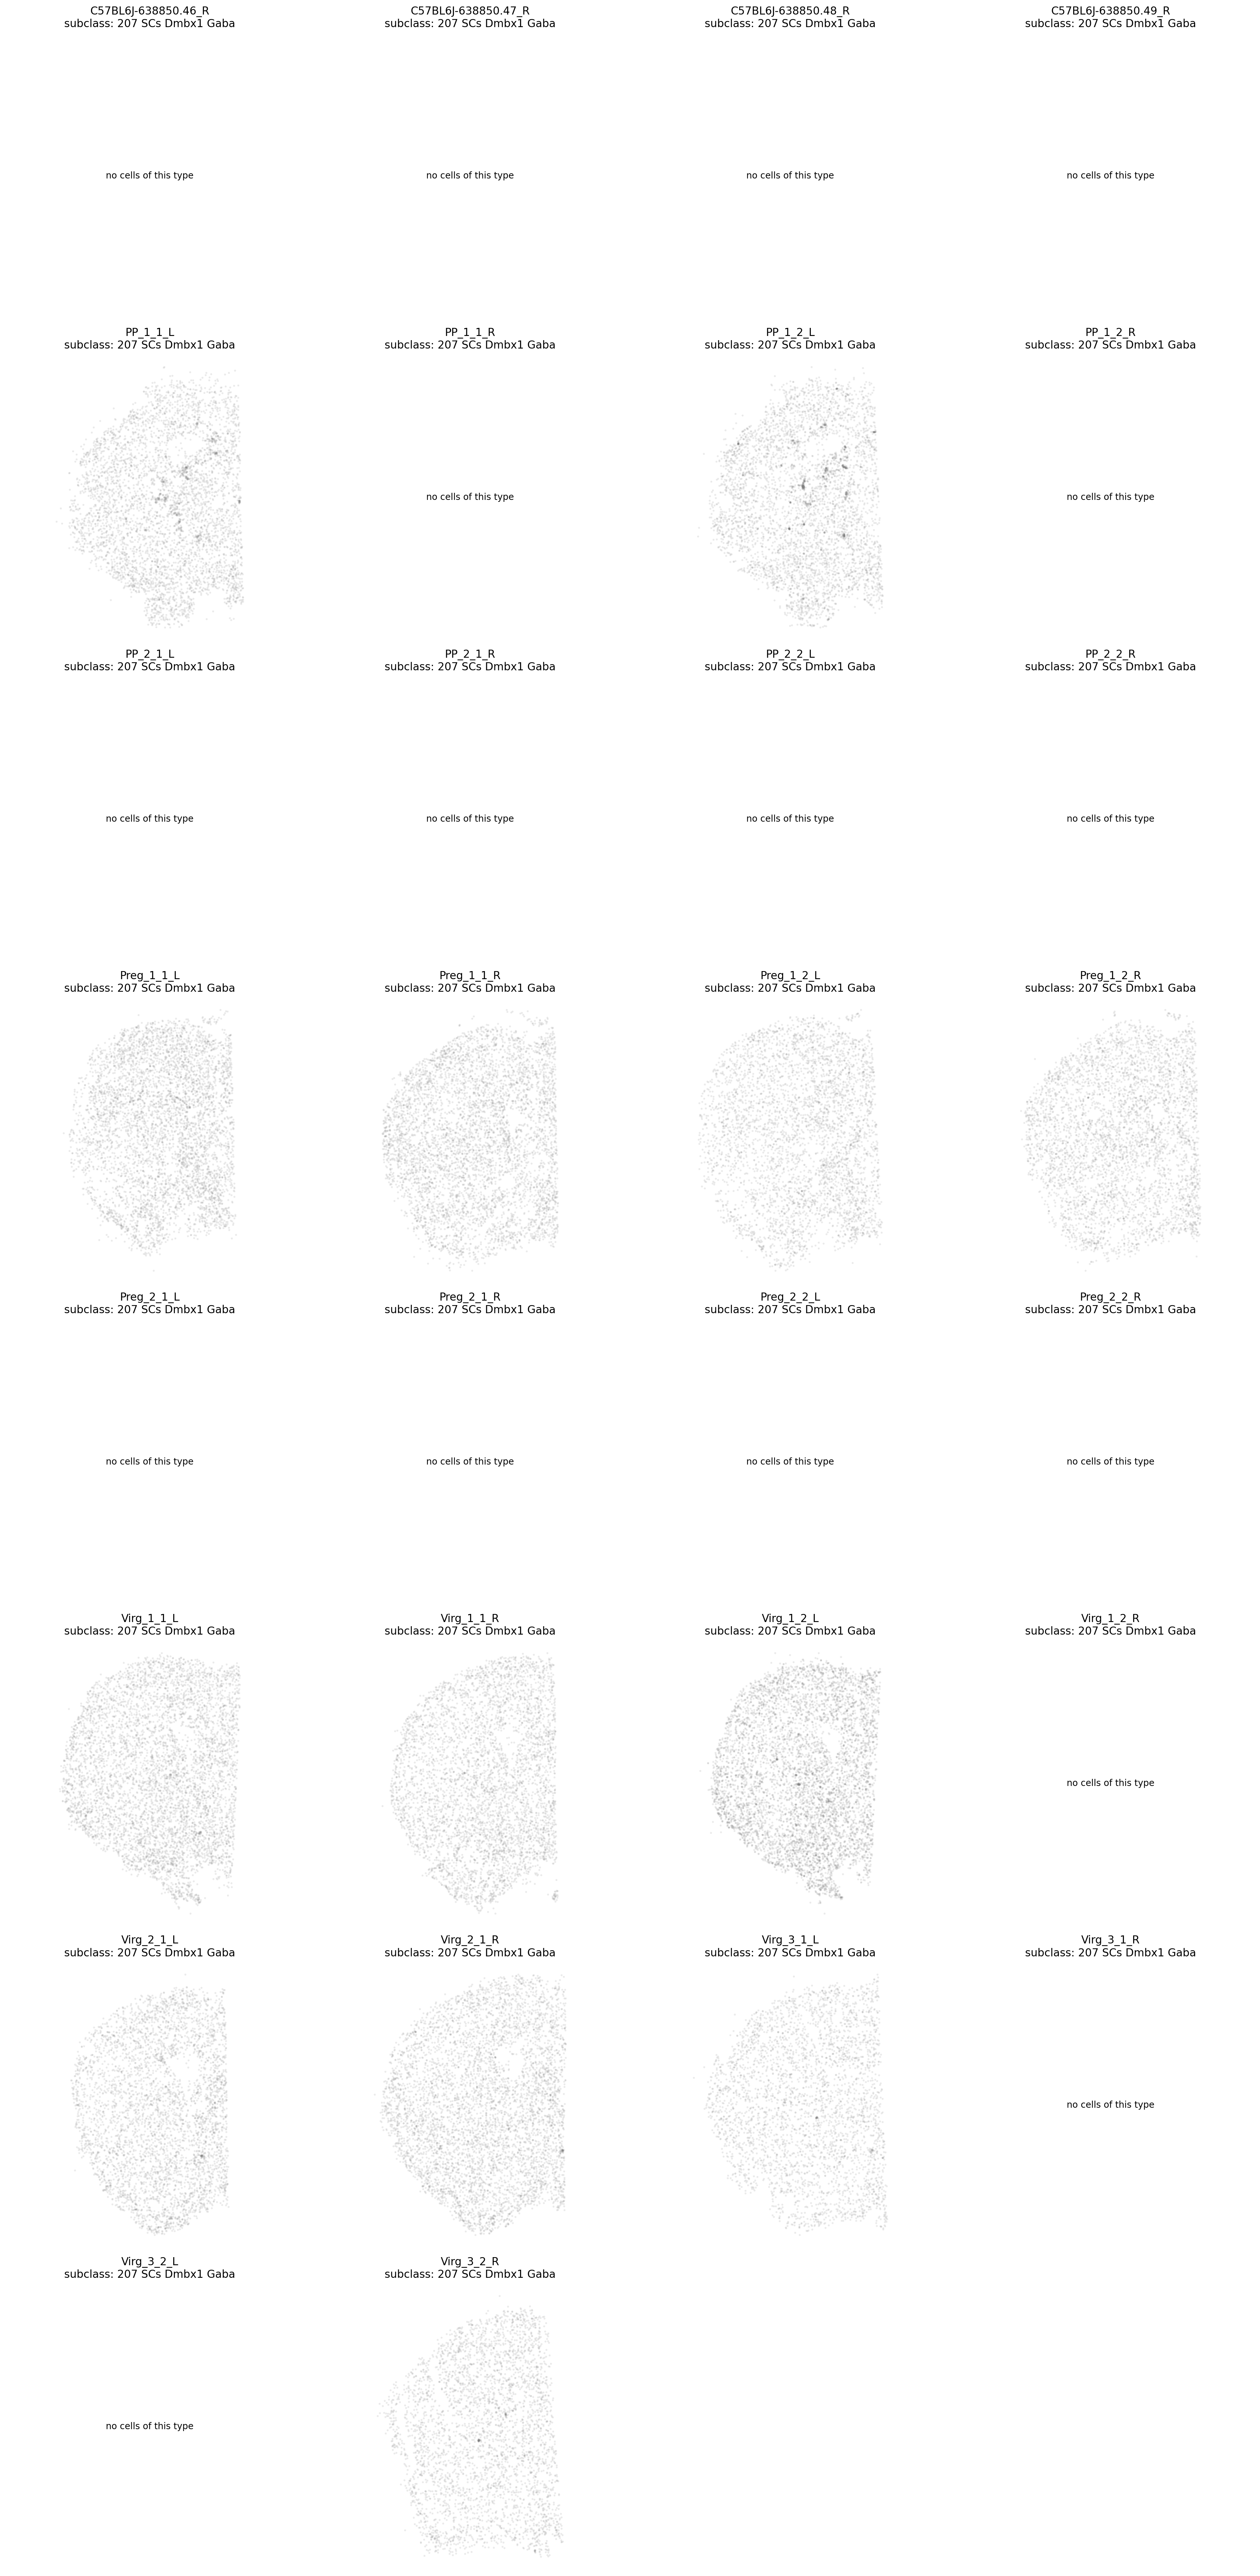 C57BL6J-638850.46_R
subclass: 207 SCs Dmbx1 Gaba
C57BL6J-638850.47_R
subclass: 207 SCs Dmbx1 Gaba
C57BL6J-638850.48_R
subclass: 207 SCs Dmbx1 Gaba
C57BL6J-638850.49_R
subclass: 207 SCs Dmbx1 Gaba
no cells of this type
no cells of this type
no cells of this type
no cells of this type
PP_1_1_L
subclass: 207 SCs Dmbx1 Gaba
PP_1_1_R
subclass: 207 SCs Dmbx1 Gaba
no cells of this type
PP_1_2_L
subclass: 207 SCs Dmbx1 Gaba
PP_1_2_R
subclass: 207 SCs Dmbx1 Gaba
no cells of this type
PP_2_1_L
subclass: 207 SCs Dmbx1 Gaba
no cells of this type
PP_2_1_R
subclass: 207 SCs Dmbx1 Gaba
no cells of this type
PP_2_2_L
subclass: 207 SCs Dmbx1 Gaba
no cells of this type
PP_2_2_R
subclass: 207 SCs Dmbx1 Gaba
no cells of this type
Preg_1_1_L
subclass: 207 SCs Dmbx1 Gaba
Preg_1_1_R
subclass: 207 SCs Dmbx1 Gaba
Preg_1_2_L
subclass: 207 SCs Dmbx1 Gaba
Preg_1_2_R
subclass: 207 SCs Dmbx1 Gaba
Preg_2_1_L
subclass: 207 SCs Dmbx1 Gaba
no cells of this type
Preg_2_1_R
subclass: 207 SCs Dmbx1 Gaba
no cells of this type
Preg_2_2_L
subclass: 207 SCs Dmbx1 Gaba
no cells of this type
Preg_2_2_R
subclass: 207 SCs Dmbx1 Gaba
no cells of this type
Virg_1_1_L
subclass: 207 SCs Dmbx1 Gaba
Virg_1_1_R
subclass: 207 SCs Dmbx1 Gaba
Virg_1_2_L
subclass: 207 SCs Dmbx1 Gaba
Virg_1_2_R
subclass: 207 SCs Dmbx1 Gaba
no cells of this type
Virg_2_1_L
subclass: 207 SCs Dmbx1 Gaba
Virg_2_1_R
subclass: 207 SCs Dmbx1 Gaba
Virg_3_1_L
subclass: 207 SCs Dmbx1 Gaba
Virg_3_1_R
subclass: 207 SCs Dmbx1 Gaba
no cells of this type
Virg_3_2_L
subclass: 207 SCs Dmbx1 Gaba
no cells of this type
Virg_3_2_R
subclass: 207 SCs Dmbx1 Gaba